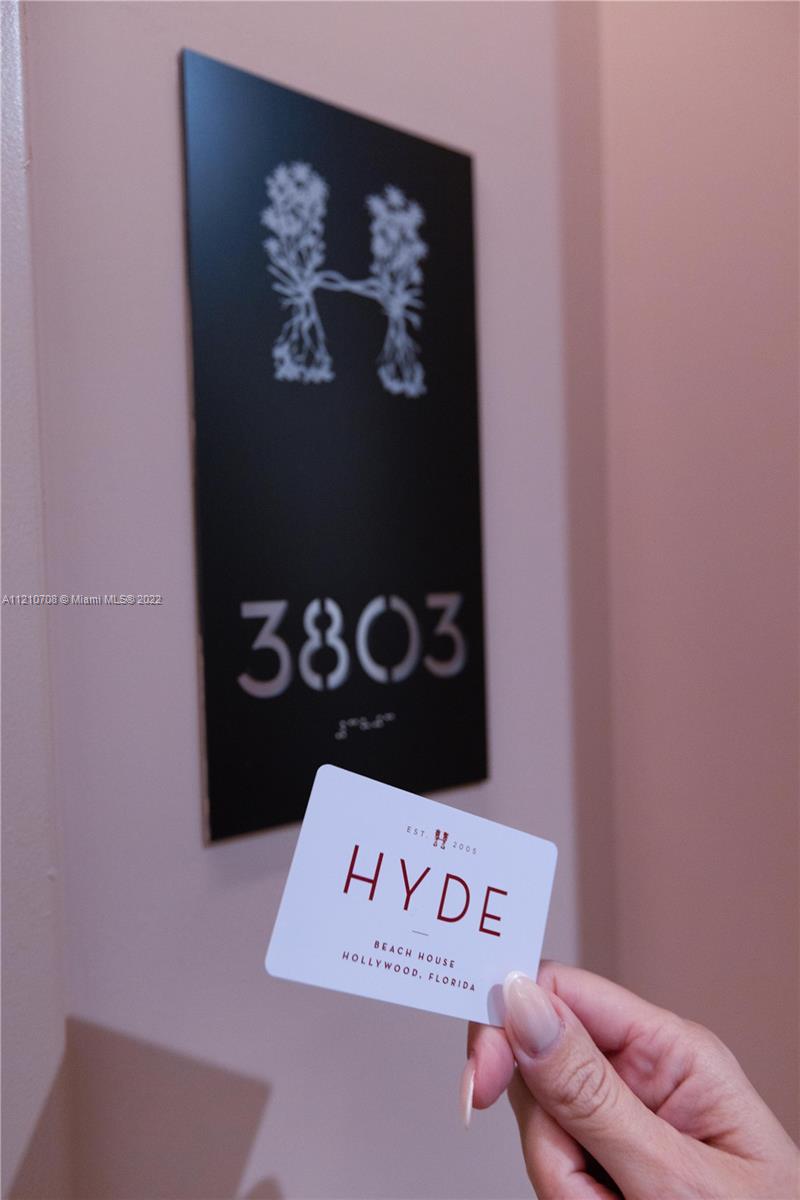 H
3803
A11210708 © Miami MLS® 2022
EST. H 2005
HYDE
BEACH HOUSE
HOLLYWOOD, FLORIDA